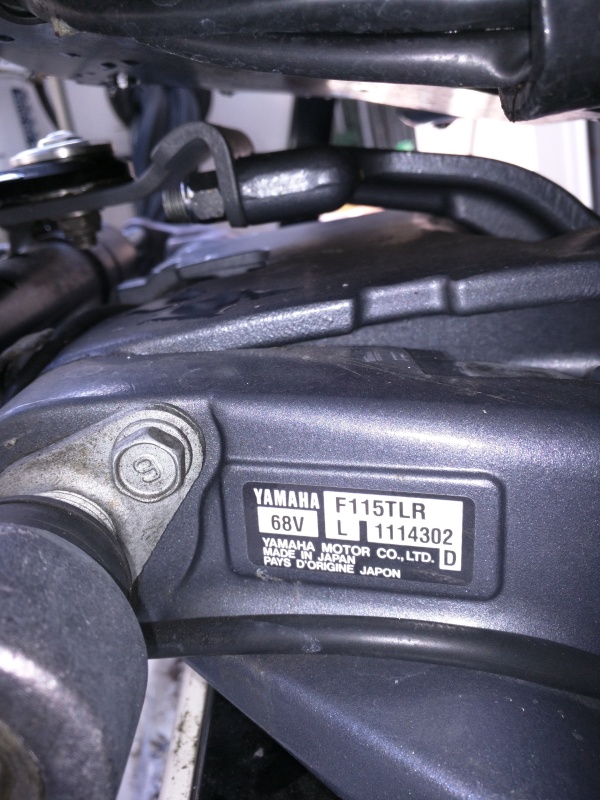 YAMAHA F115TLR
68V L 1114302
YAMAHA MOTOR CO., LTD. D
MADE IN JAPAN
PAYS D'ORIGINE JAPON
S